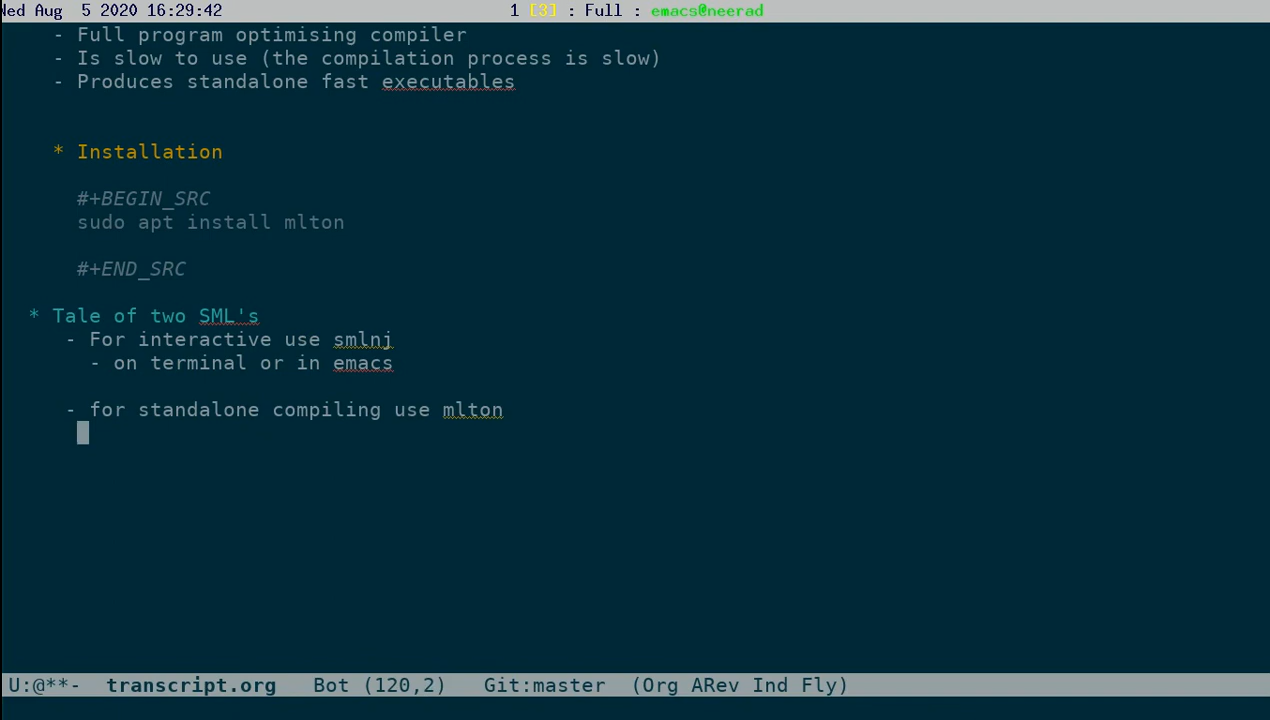 Wed Aug  5 2020 16:29:42 1 [3] : Full : emacs@neerad
- Full program optimising compiler
- Is slow to use (the compilation process is slow)
- Produces standalone fast executables
* Installation
#+BEGIN_SRC
sudo apt install mlton
#+END_SRC
* Tale of two SML's
- For interactive use smlnj
- on terminal or in emacs
- for standalone compiling use mlton
U:@**-  transcript.org   Bot (120,2)   Git:master  (Org ARev Ind Fly)